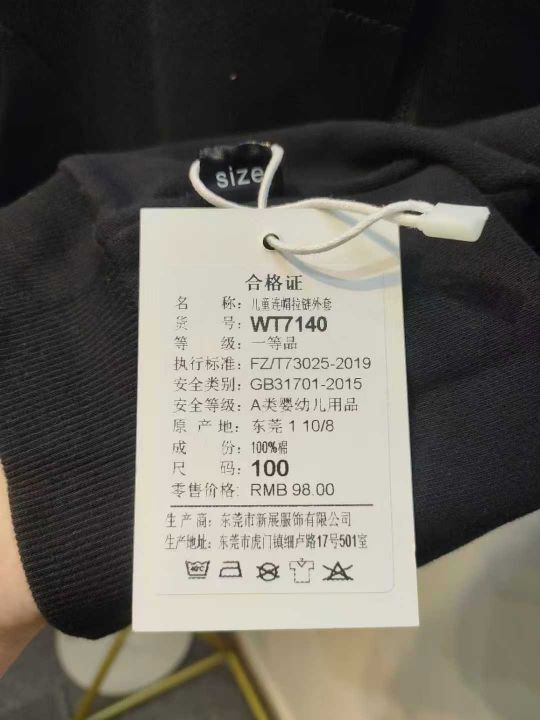 size
合格证
名 称：儿童连帽拉链外套
货 号：WT7140
等 级：一等品
执行标准：FZ/T73025-2019
安全类别：GB31701-2015
安全等级：A类婴幼儿用品
原 产 地：东莞 1 10/8
成 份：100%棉
尺 码：100
零售价格: RMB 98.00
生 产 商：东莞市新展服饰有限公司
生产地址：东莞市虎门镇细卢路17号501室
40℃